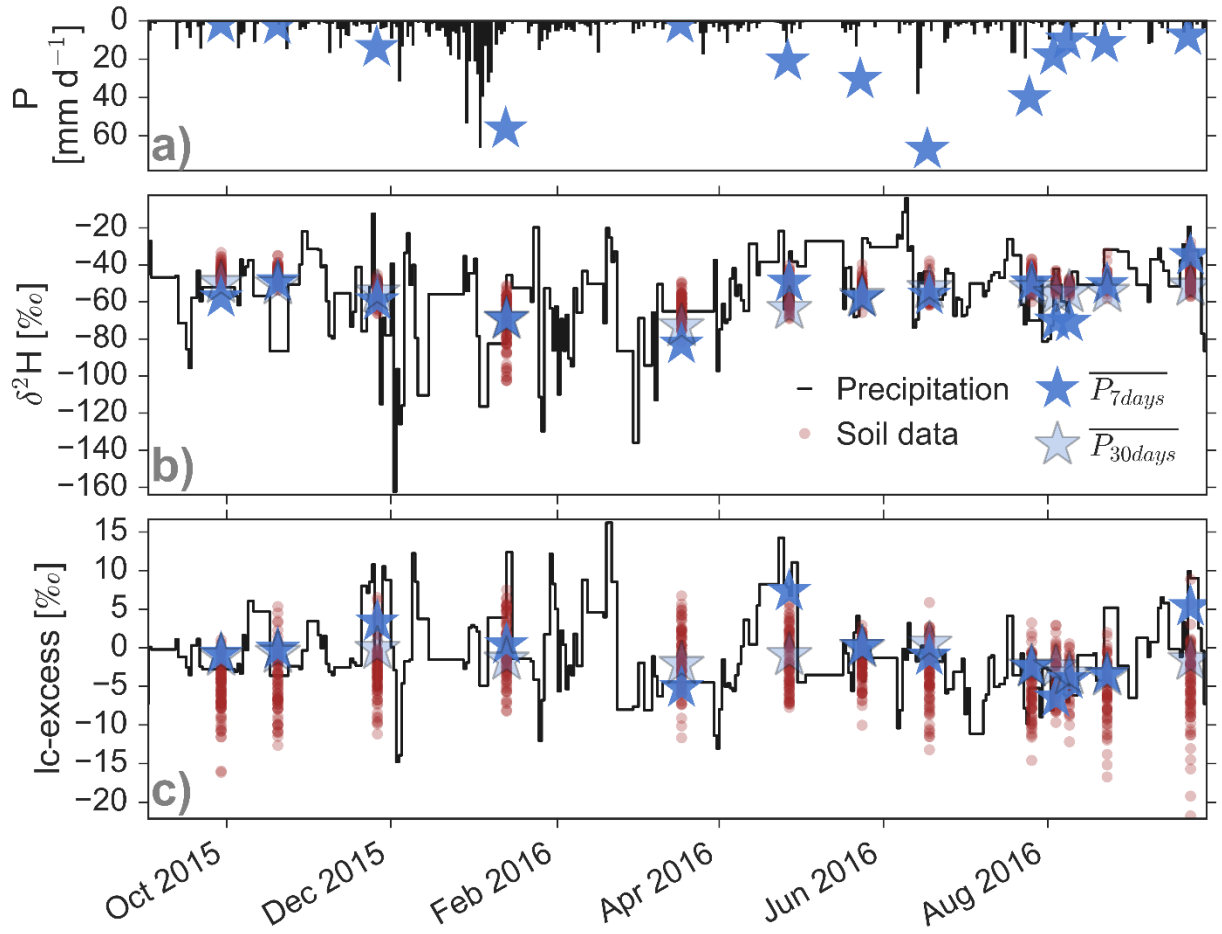 0
20
40
60
P
[mm d⁻¹]
a)
−20
−40
−60
−80
−100
−120
−140
−160
δ²H [‰]
b)
Precipitation
Soil data
P7days
P30days
15
10
5
0
−5
−10
−15
−20
lc-excess [‰]
c)
Oct 2015
Dec 2015
Feb 2016
Apr 2016
Jun 2016
Aug 2016